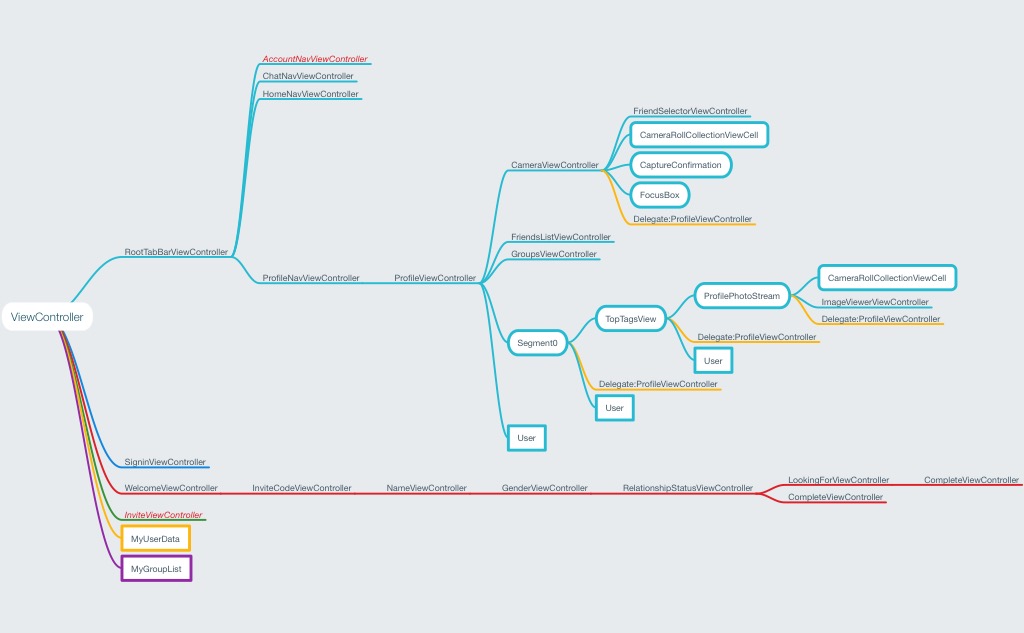 AccountNavViewController
ChatNavViewController
HomeNavViewController
FriendSelectorViewController
CameraRollCollectionViewCell
CameraViewController
CaptureConfirmation
FocusBox
Delegate:ProfileViewController
FriendsListViewController
RootTabBarViewController
GroupsViewController
ProfileNavViewController
ProfileViewController
CameraRollCollectionViewCell
ProfilePhotoStream
ImageViewerViewController
ViewController
TopTagsView
Delegate:ProfileViewController
Delegate:ProfileViewController
Segment0
User
Delegate:ProfileViewController
User
User
SigninViewController
LookingForViewController
CompleteViewController
WelcomeViewController
InviteCodeViewController
NameViewController
GenderViewController
RelationshipStatusViewController
CompleteViewController
InviteViewController
MyUserData
MyGroupList